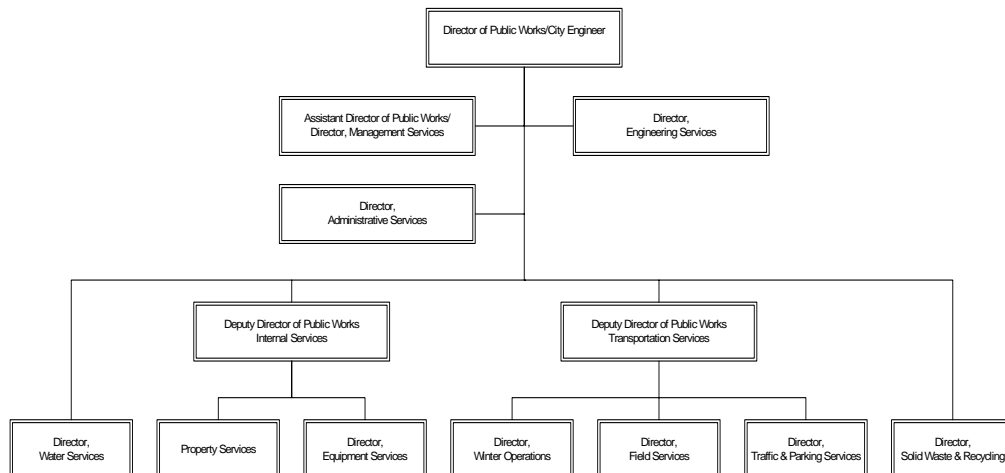 Director of Public Works/City Engineer
Assistant Director of Public Works/
Director, Management Services
Director,
Engineering Services
Director,
Administrative Services
Deputy Director of Public Works
Internal Services
Deputy Director of Public Works
Transportation Services
Director,
Water Services
Property Services
Director,
Equipment Services
Director,
Winter Operations
Director,
Field Services
Director,
Traffic & Parking Services
Director,
Solid Waste & Recycling